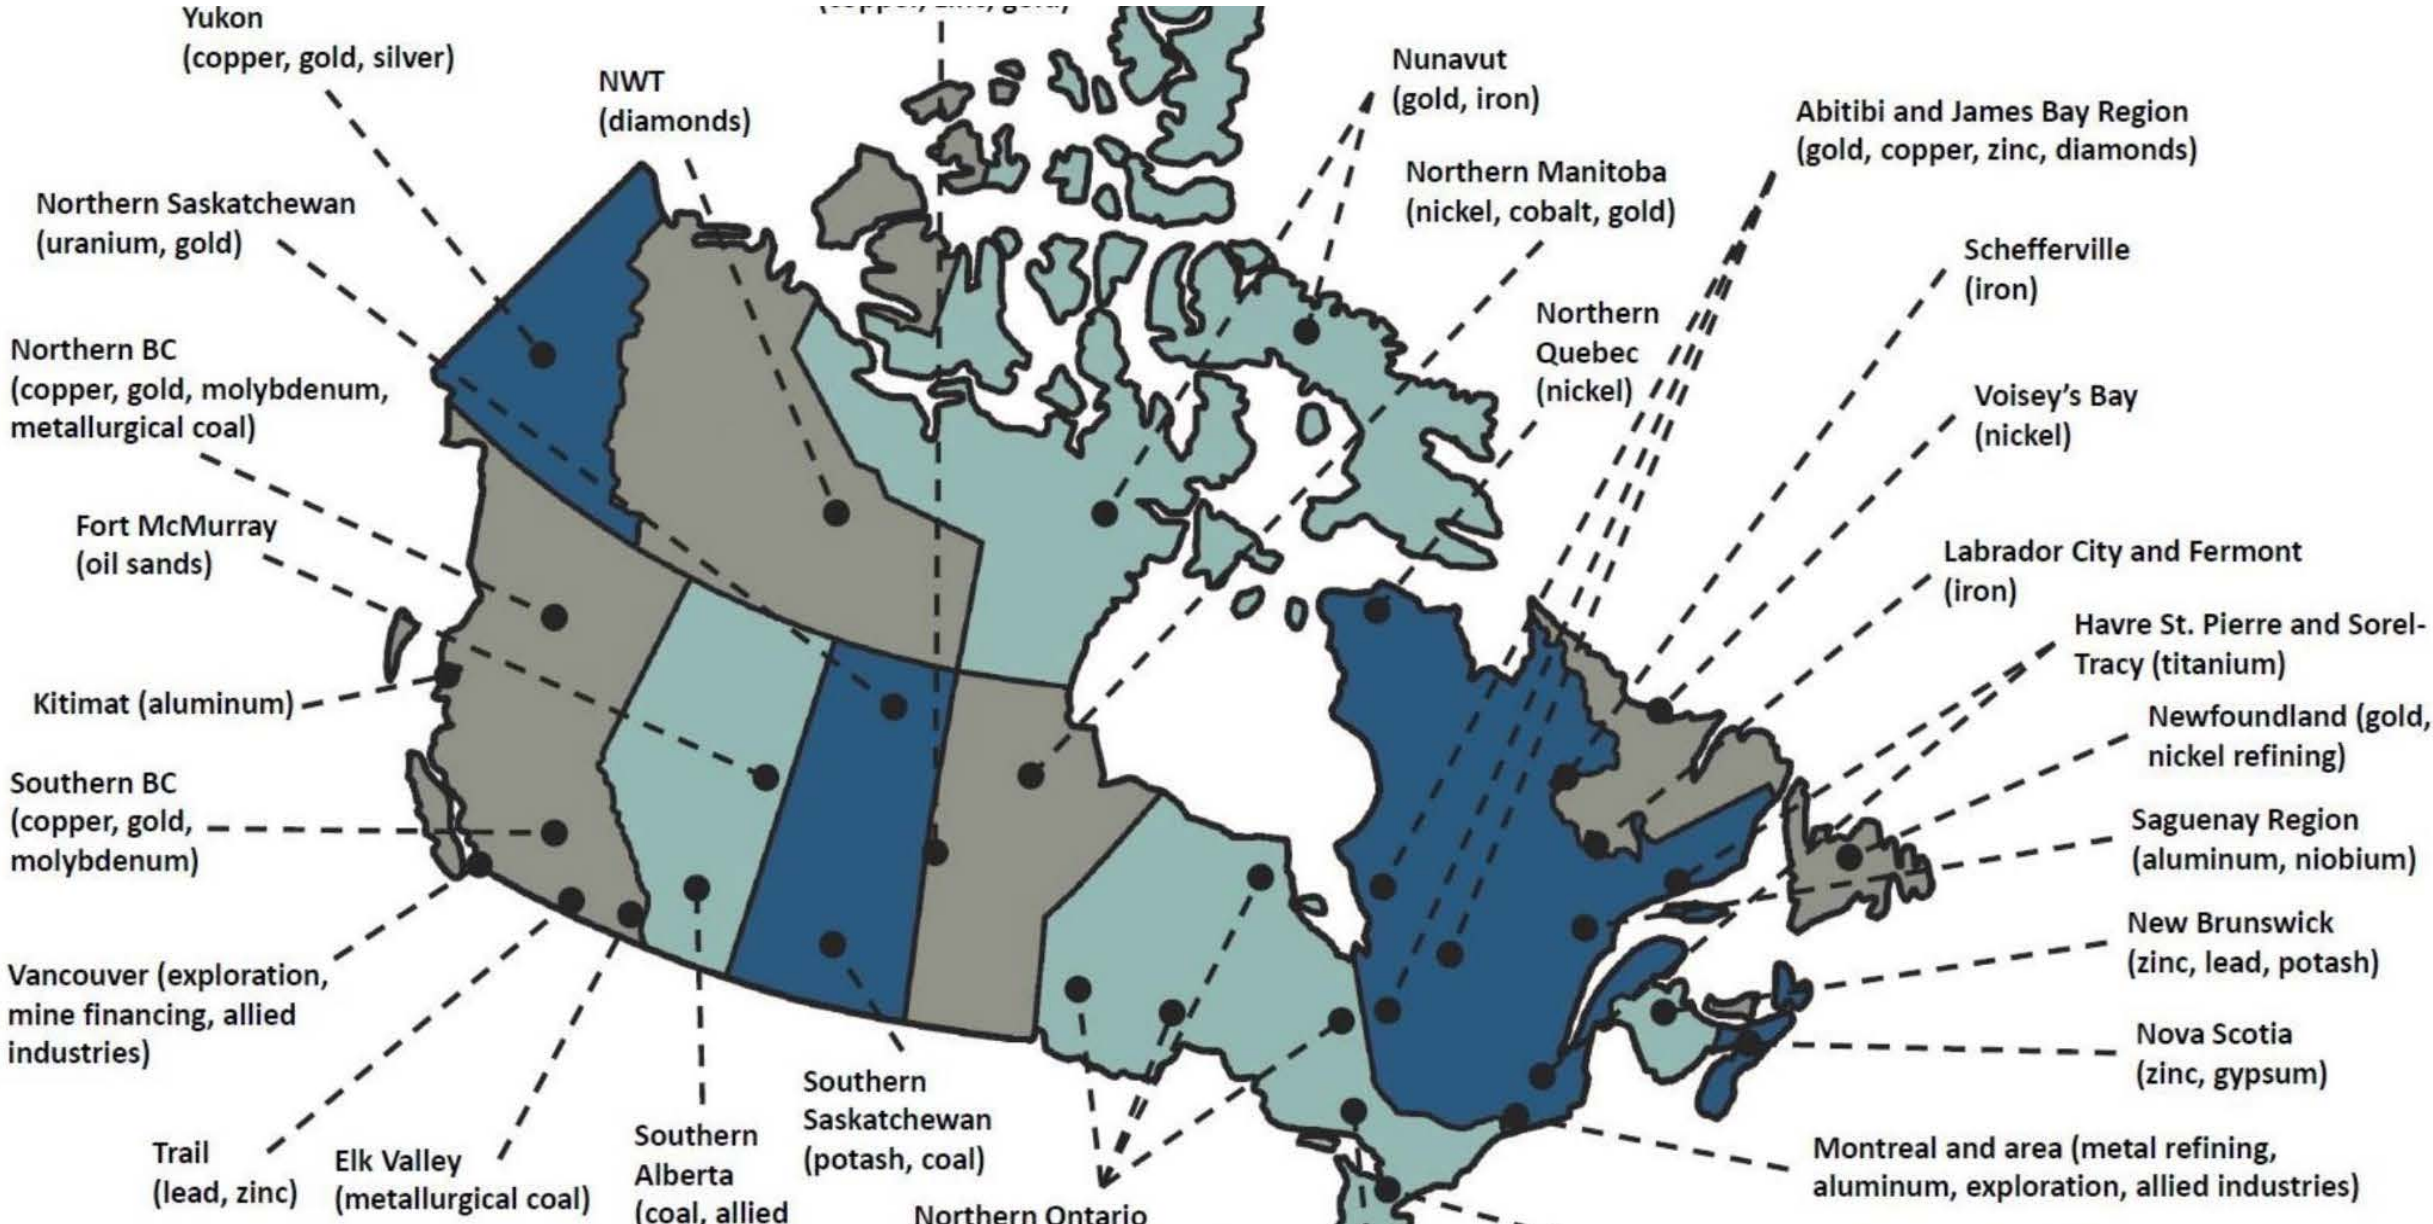 Yukon
(copper, gold, silver)
(copper, zinc, gold)
NWT
(diamonds)
Nunavut
(gold, iron)
Abitibi and James Bay Region
(gold, copper, zinc, diamonds)
Northern Manitoba
(nickel, cobalt, gold)
Northern Saskatchewan
(uranium, gold)
Schefferville
(iron)
Northern
Quebec
(nickel)
Northern BC
(copper, gold, molybdenum,
metallurgical coal)
Voisey's Bay
(nickel)
Fort McMurray
(oil sands)
Labrador City and Fermont
(iron)
Havre St. Pierre and Sorel-
Tracy (titanium)
Kitimat (aluminum)
Newfoundland (gold,
nickel refining)
Southern BC
(copper, gold,
molybdenum)
Saguenay Region
(aluminum, niobium)
New Brunswick
(zinc, lead, potash)
Vancouver (exploration,
mine financing, allied
industries)
Nova Scotia
(zinc, gypsum)
Trail
(lead, zinc)
Elk Valley
(metallurgical coal)
Southern
Alberta
(coal, allied
Southern
Saskatchewan
(potash, coal)
Northern Ontario
Montreal and area (metal refining,
aluminum, exploration, allied industries)